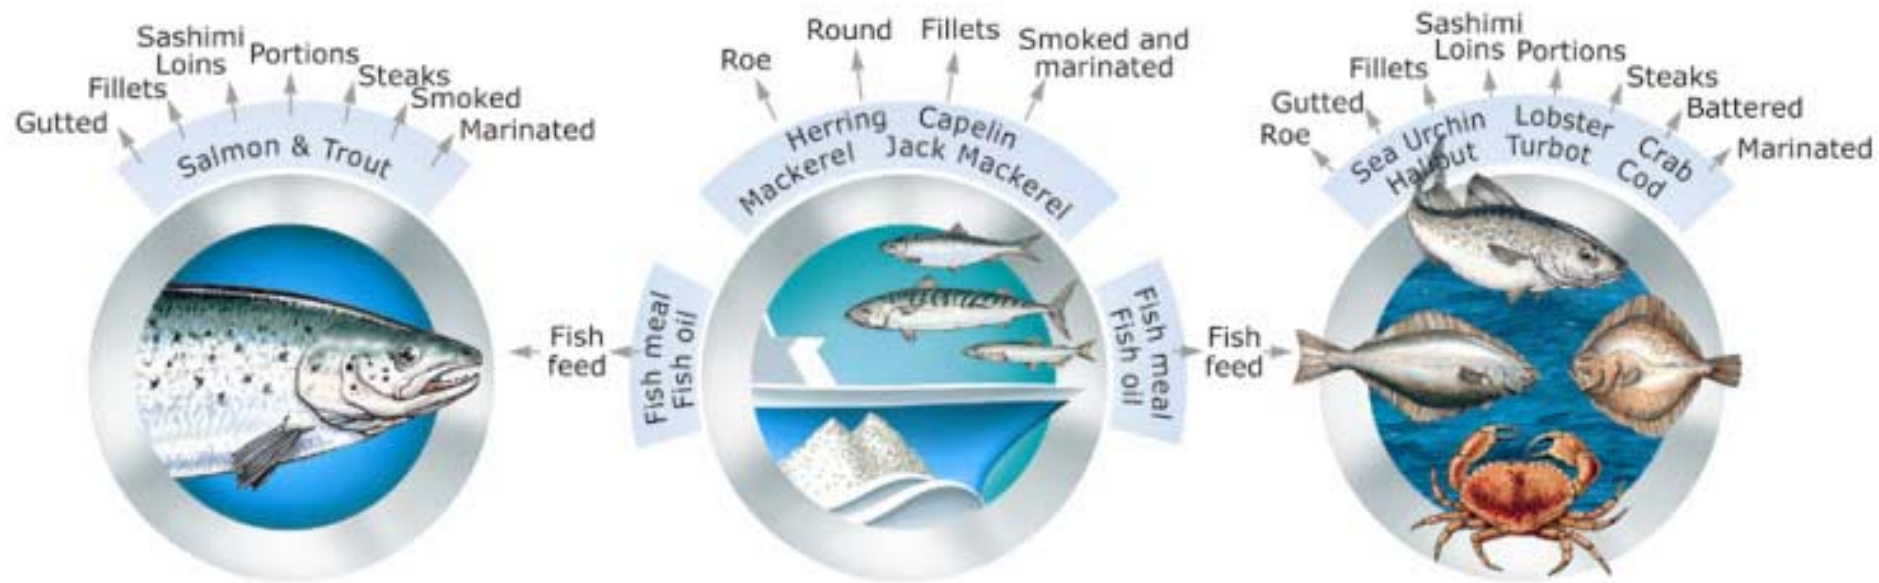 Gutted
Fillets
Sashimi
Loins
Portions
Steaks
Smoked
Marinated
Salmon & Trout
Fish
feed
Fish meal
Fish oil
Roe
Round
Fillets
Smoked and
marinated
Herring Capelin
Mackerel Jack Mackerel
Fish meal
Fish oil
Fish
feed
Roe
Gutted
Fillets
Sashimi
Loins
Portions
Steaks
Battered
Marinated
Sea Urchin Lobster Crab
Halibut Turbot Cod